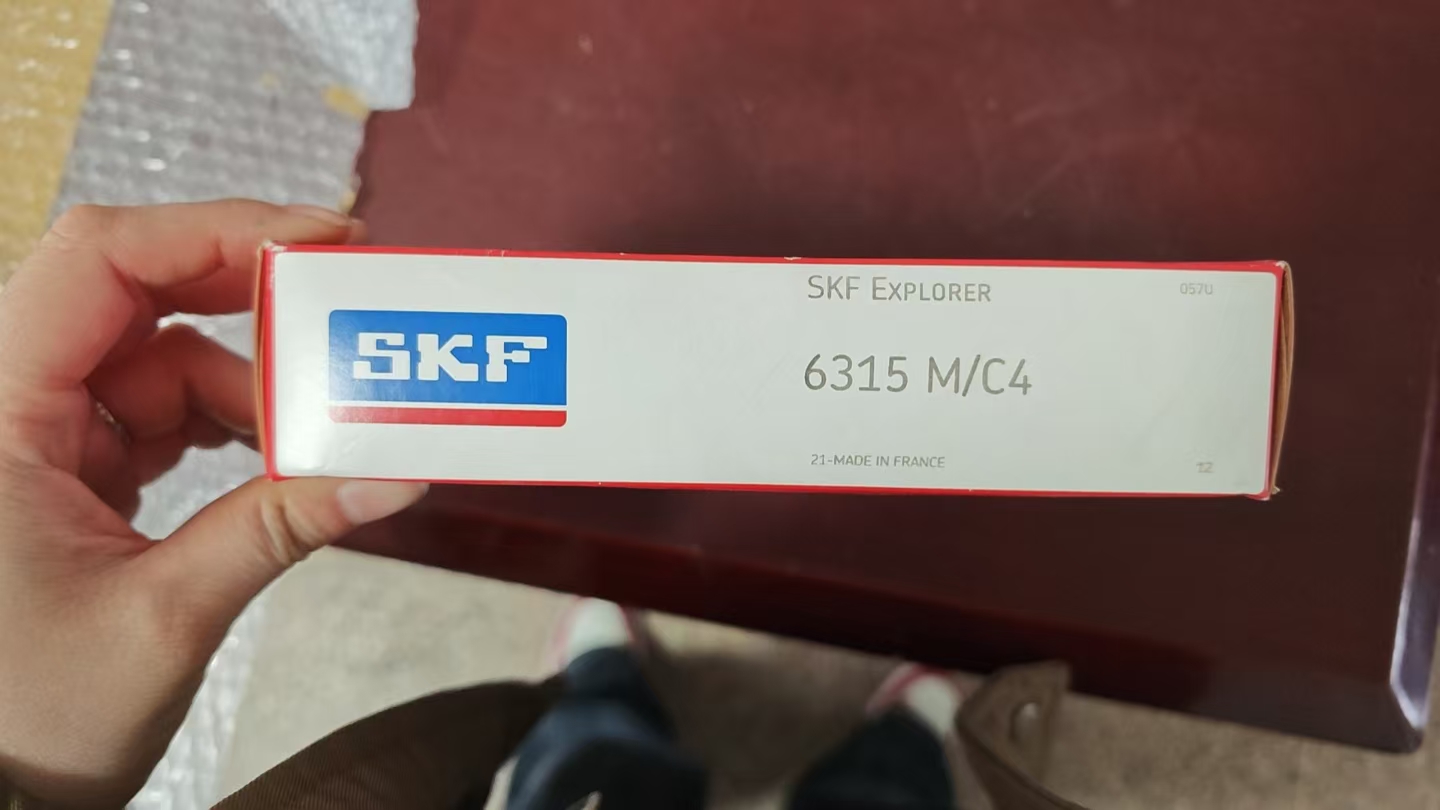 SKF
SKF EXPLORER
057U
6315 M/C4
21-MADE IN FRANCE
12